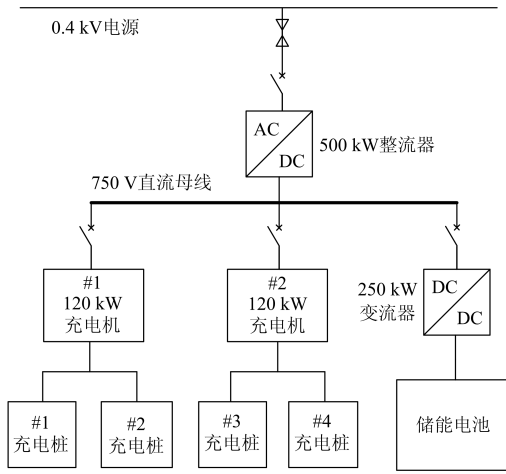 0.4 kV电源
AC
DC
500 kW整流器
750 V直流母线
#1
120 kW
充电机
#2
120 kW
充电机
250 kW
变流器
DC
DC
#1
充电桩
#2
充电桩
#3
充电桩
#4
充电桩
储能电池